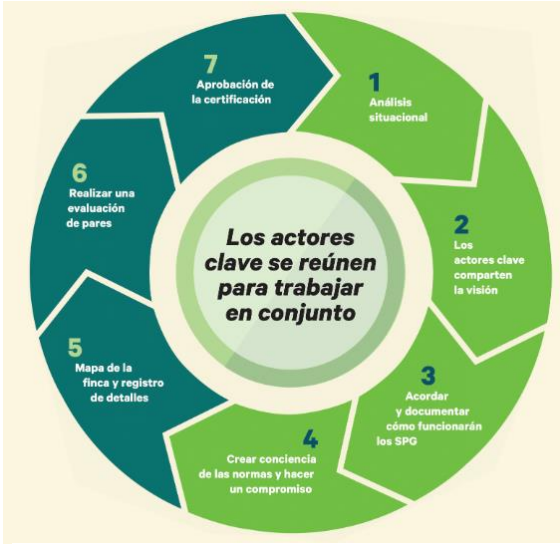 1
Análisis
situacional
2
Los
actores clave
comparten
la visión
3
Acordar
y documentar
cómo funcionarán
los SPG
4
Crear conciencia
de las normas y hacer
un compromiso
5
Mapa de la
finca y registro
de detalles
6
Realizar una
evaluación
de pares
7
Aprobación de
la certificación
Los actores
clave se reúnen
para trabajar
en conjunto